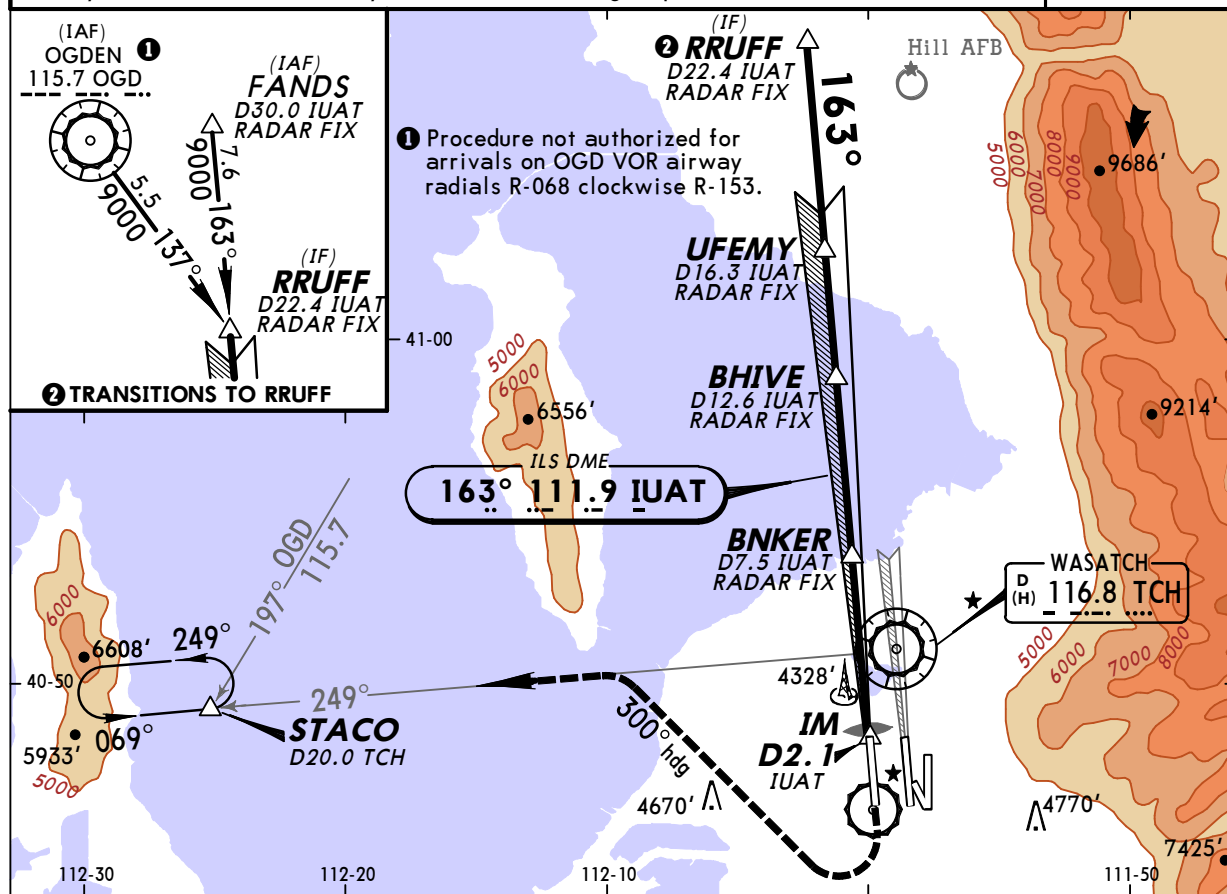 (IAF)
OGDEN ❶
115.7 OGD
(IAF)
FANDS
D30.0 IUAT
RADAR FIX
7.6
9000
163°
5.5
9000
137°
(IF)
RRUFF
D22.4 IUAT
RADAR FIX
❷ TRANSITIONS TO RRUFF
❶ Procedure not authorized for
arrivals on OGD VOR airway
radials R-068 clockwise R-153.
(IF)
❷ RRUFF
D22.4 IUAT
RADAR FIX
163°
Hill AFB
5000
6000
7000
8000
9000
9686'
UFEMY
D16.3 IUAT
RADAR FIX
41-00
5000
6000
6556'
BHIVE
D12.6 IUAT
RADAR FIX
9214'
ILS DME
163° 111.9 IUAT
BNKER
D7.5 IUAT
RADAR FIX
WASATCH
D
(H)
116.8 TCH
197° OGD
115.7
6000
6608'
249°
40-50
249°
069°
STACO
D20.0 TCH
5933'
5000
300° hdg
4328'
IM
D2.1
IUAT
4670'
4770'
5000
6000
7000
8000
7425'
112-30
112-20
112-10
111-50